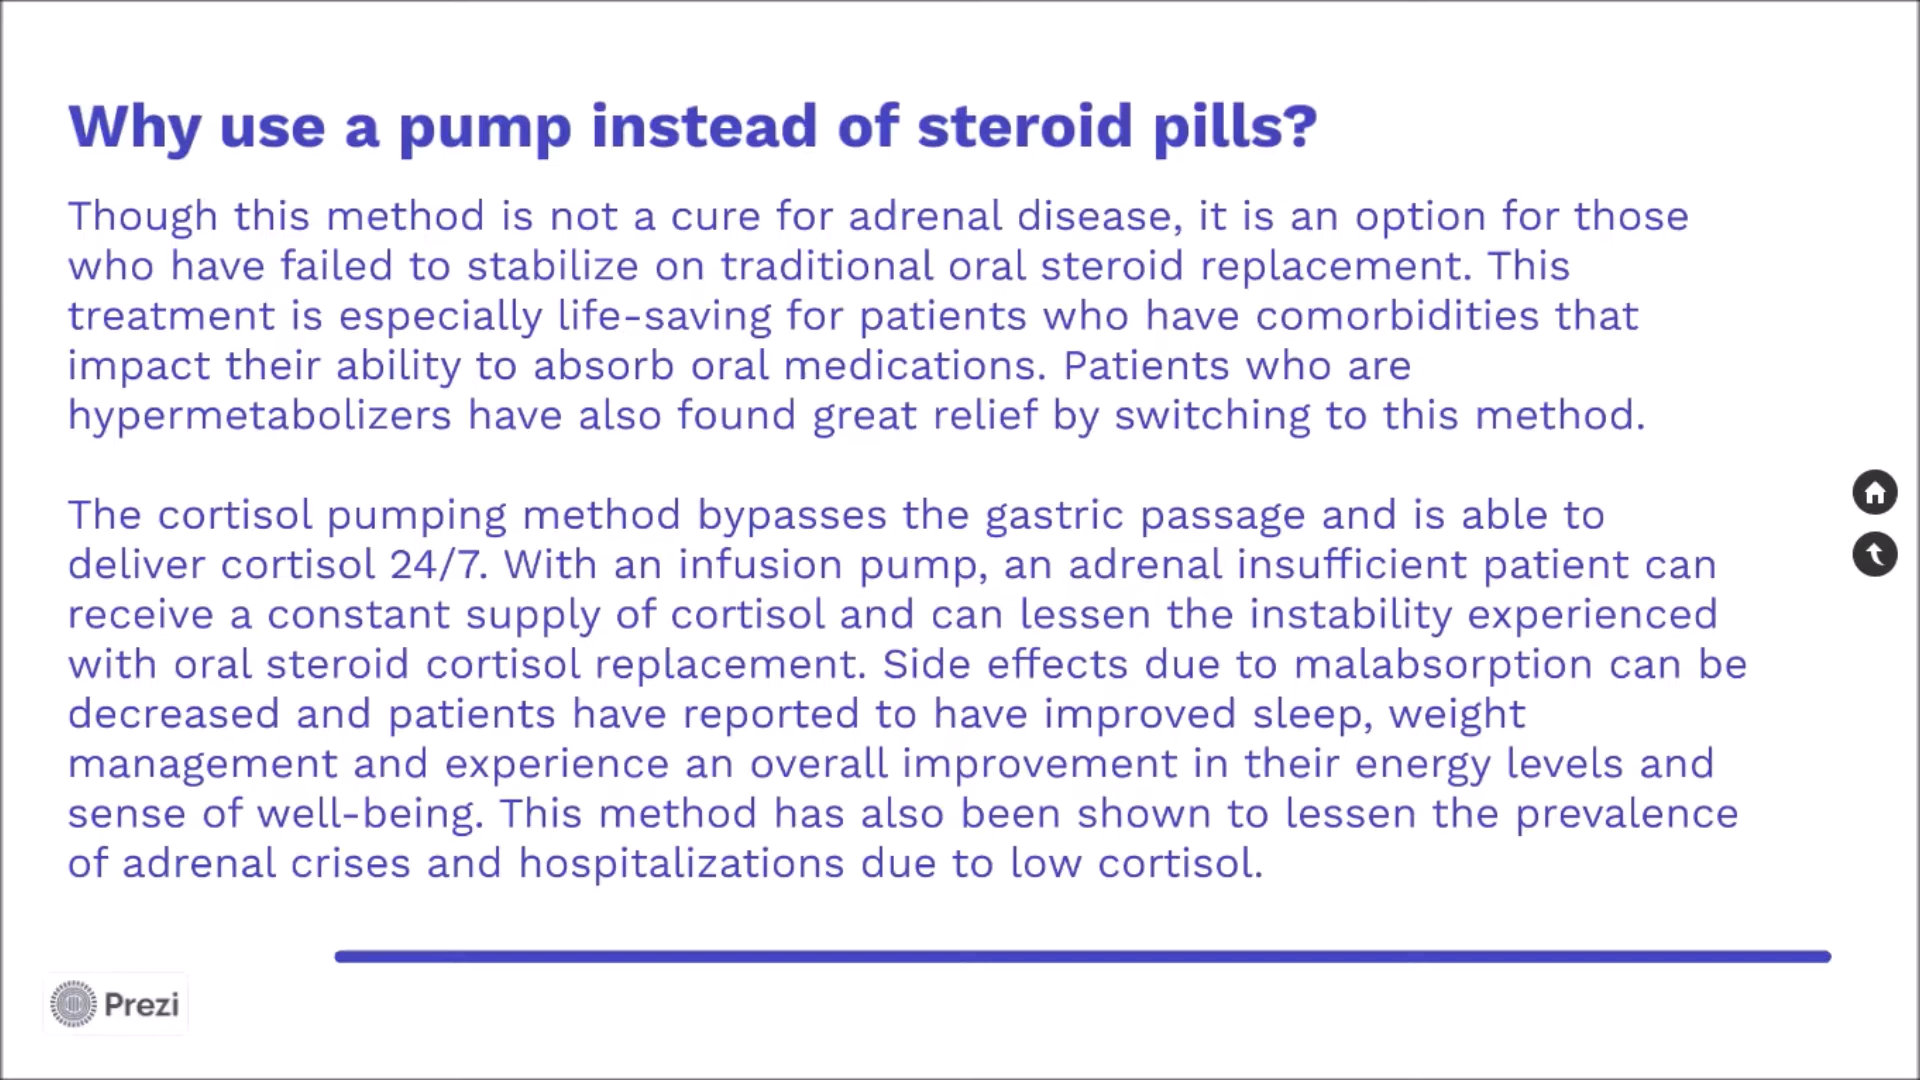 Why use a pump instead of steroid pills?
Though this method is not a cure for adrenal disease, it is an option for those
who have failed to stabilize on traditional oral steroid replacement. This
treatment is especially life-saving for patients who have comorbidities that
impact their ability to absorb oral medications. Patients who are
hypermetabolizers have also found great relief by switching to this method.
The cortisol pumping method bypasses the gastric passage and is able to
deliver cortisol 24/7. With an infusion pump, an adrenal insufficient patient can
receive a constant supply of cortisol and can lessen the instability experienced
with oral steroid cortisol replacement. Side effects due to malabsorption can be
decreased and patients have reported to have improved sleep, weight
management and experience an overall improvement in their energy levels and
sense of well-being. This method has also been shown to lessen the prevalence
of adrenal crises and hospitalizations due to low cortisol.
Prezi